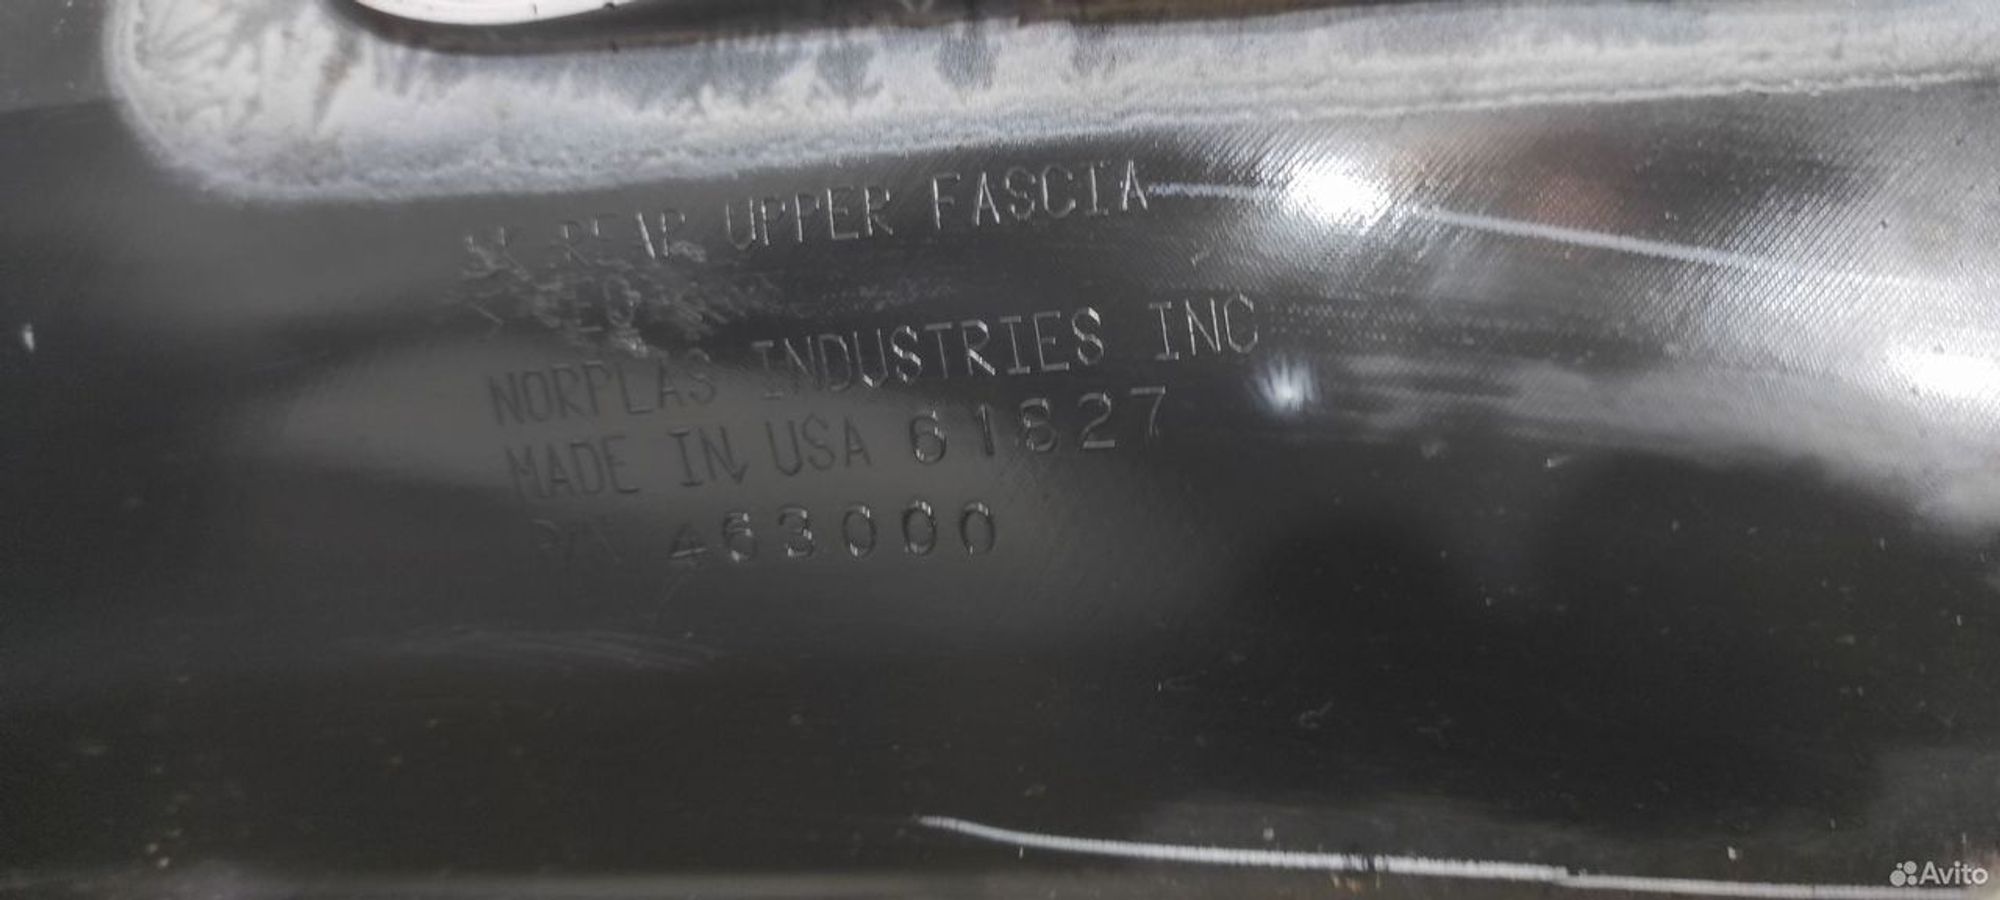 REAR UPPER FASCIA
NORPLAS INDUSTRIES INC
MADE IN USA 61827
P/N 463000
Avito